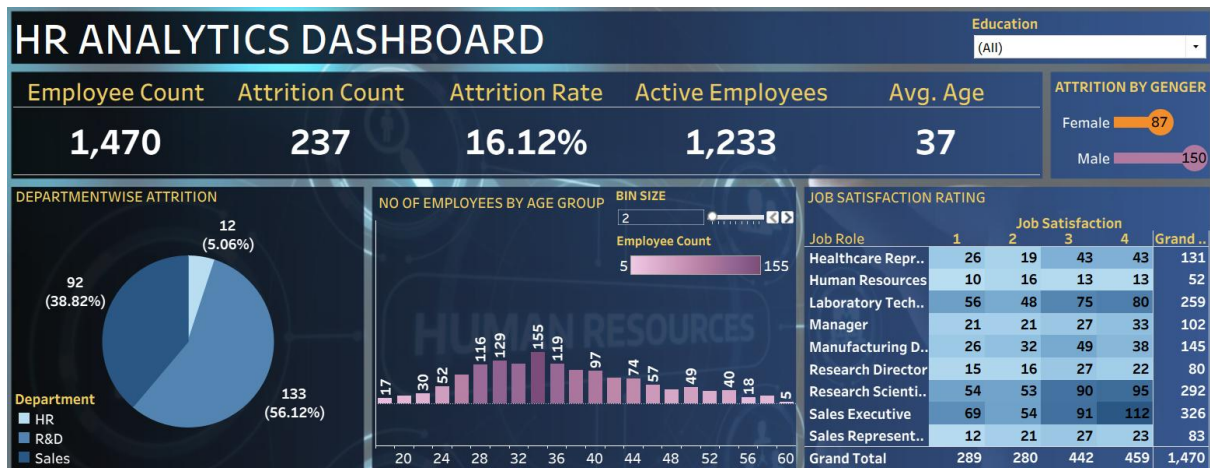 HR ANALYTICS DASHBOARD
Education
(All)
Employee Count Attrition Count Attrition Rate Active Employees Avg. Age
1,470 237 16.12% 1,233 37
ATTRITION BY GENGER
Female 87
Male 150
DEPARTMENTWISE ATTRITION
12
(5.06%)
92
(38.82%)
133
(56.12%)
Department
HR
R&D
Sales
NO OF EMPLOYEES BY AGE GROUP
BIN SIZE
2
Employee Count
5 155
HUMAN RESOURCES
17 30 52 116 129 155 119 97 74 57 49 40 18 5
20 24 28 32 36 40 44 48 52 56 60
JOB SATISFACTION RATING
Job Satisfaction
Job Role 1 2 3 4 Grand ..
Healthcare Repr.. 26 19 43 43 131
Human Resources 10 16 13 13 52
Laboratory Tech.. 56 48 75 80 259
Manager 21 21 27 33 102
Manufacturing D.. 26 32 49 38 145
Research Director 15 16 27 22 80
Research Scienti.. 54 53 90 95 292
Sales Executive 69 54 91 112 326
Sales Represent.. 12 21 27 23 83
Grand Total 289 280 442 459 1,470